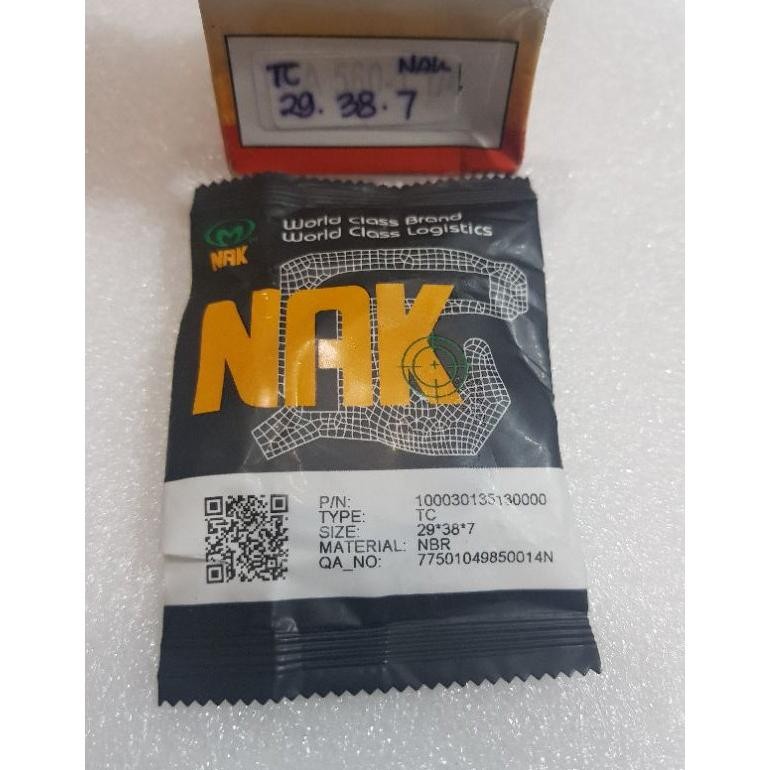 TC NAK
29. 38. 7
World Class Brand
World Class Logistics
NAK
NAK
P/N: 100030135130000
TYPE: TC
SIZE: 29*38*7
MATERIAL: NBR
QA_NO: 77501049850014N